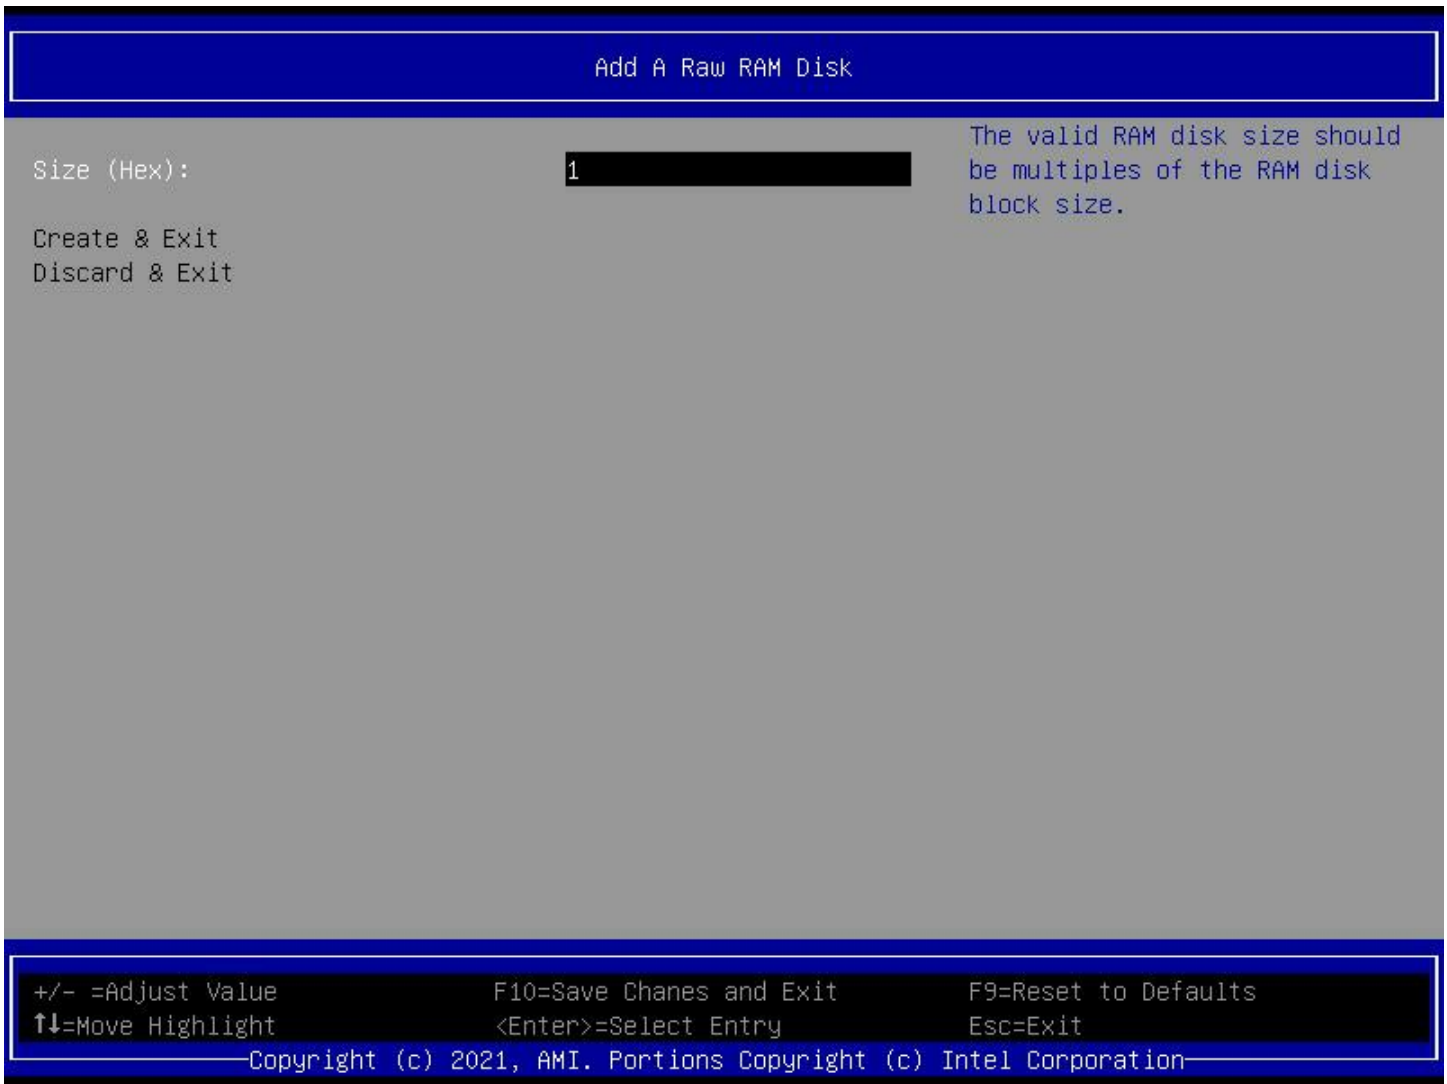 Add A Raw RAM Disk
Size (Hex): 1
The valid RAM disk size should
be multiples of the RAM disk
block size.
Create & Exit
Discard & Exit
+/- =Adjust Value F10=Save Chanes and Exit F9=Reset to Defaults
↑↓=Move Highlight <Enter>=Select Entry Esc=Exit
Copyright (c) 2021, AMI. Portions Copyright (c) Intel Corporation